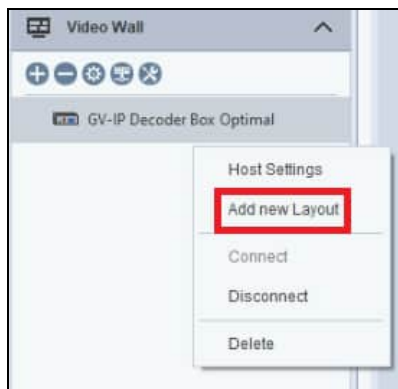 Video Wall
GV-IP Decoder Box Optimal
Host Settings
Add new Layout
Connect
Disconnect
Delete